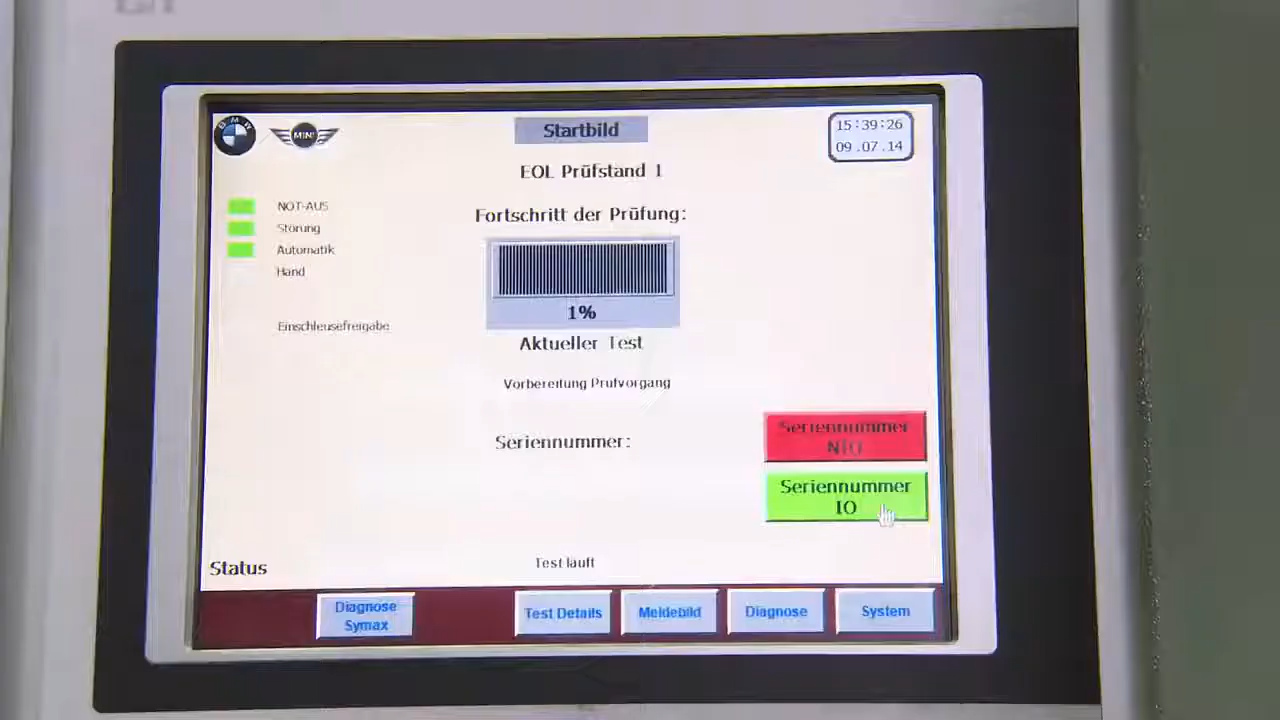 BMW
MINI
Startbild
15:39:26
09.07.14
EOL Prüfstand 1
NOT-AUS
Störung
Automatik
Hand
Einschleusefreigabe
Fortschritt der Prüfung:
1%
Aktueller Test
Vorbereitung Prüfvorgang
Seriennummer:
Seriennummer
NIO
Seriennummer
IO
Status
Test läuft
Diagnose
Symax
Test Details
Meldebild
Diagnose
System